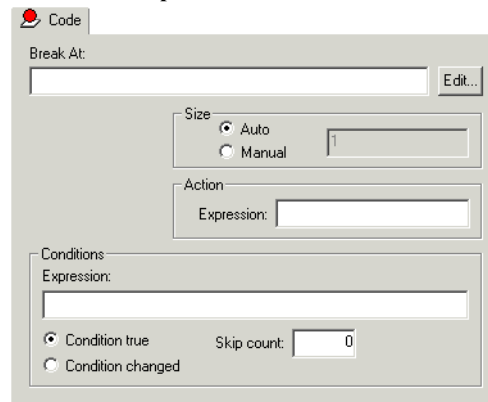 Code
Break At:
Edit...
Size
Auto
Manual
1
Action
Expression:
Conditions
Expression:
Condition true
Skip count: 0
Condition changed